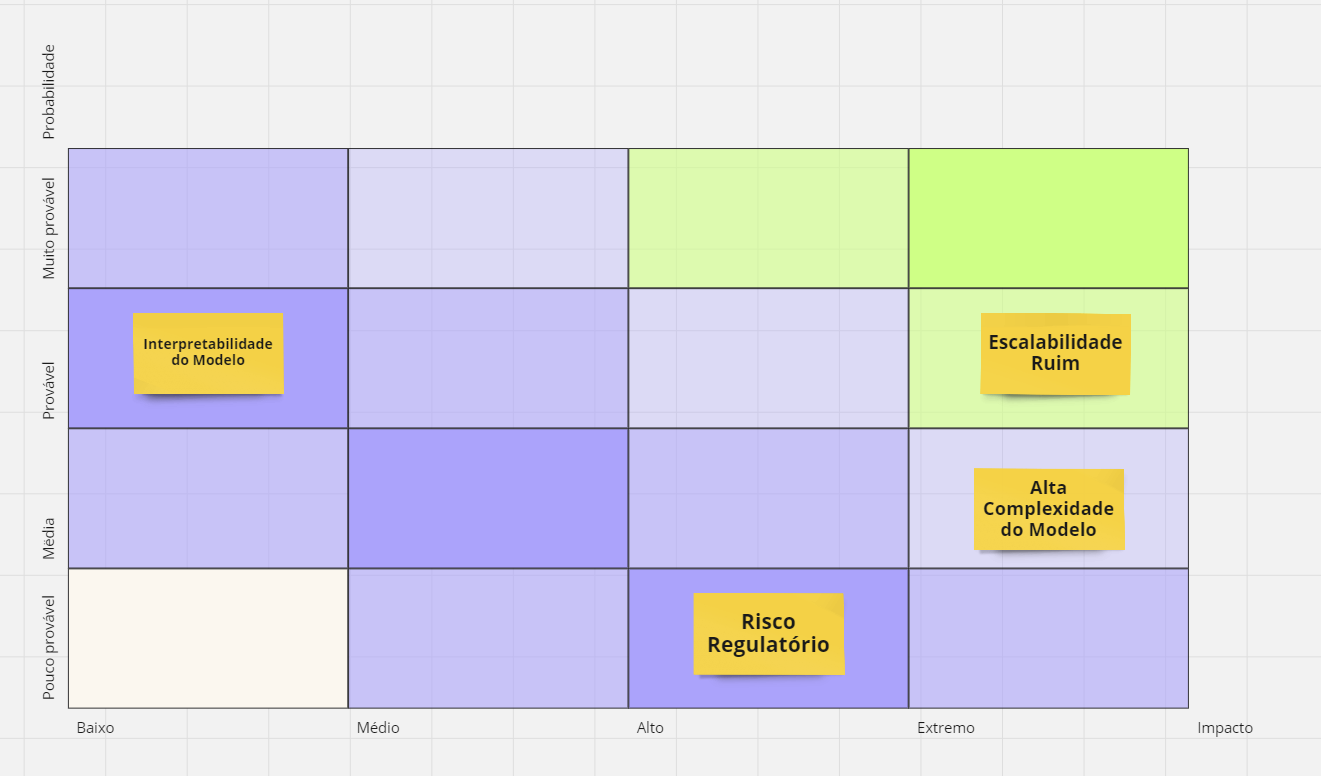 Probabilidade
Muito provável
Provável
Interpretabilidade
do Modelo
Escalabilidade
Ruim
Mëdia
Alta
Complexidade
do Modelo
Pouco provável
Risco
Regulatório
Baixo
Médio
Alto
Extremo
Impacto